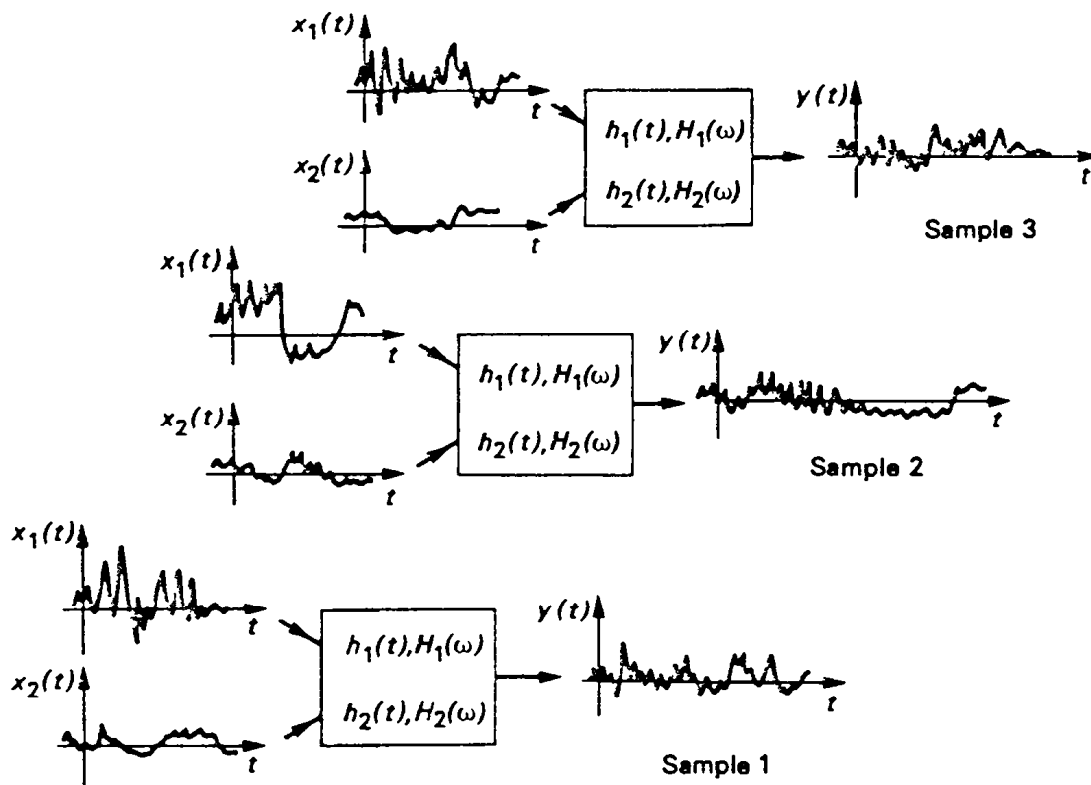 x₁(t)
t
x₂(t)
t
h₁(t), H₁(ω)
h₂(t), H₂(ω)
y(t)
t
Sample 3
x₁(t)
t
x₂(t)
t
h₁(t), H₁(ω)
h₂(t), H₂(ω)
y(t)
t
Sample 2
x₁(t)
t
x₂(t)
t
h₁(t), H₁(ω)
h₂(t), H₂(ω)
y(t)
t
Sample 1